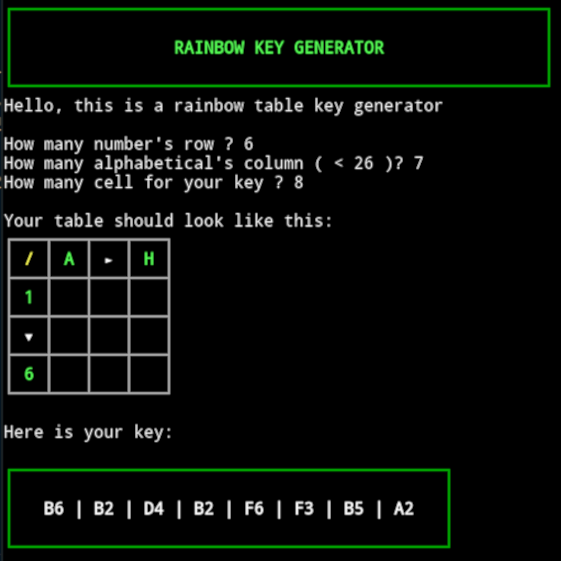 RAINBOW KEY GENERATOR
Hello, this is a rainbow table key generator
How many number's row ? 6
How many alphabetical's column ( < 26 )? 7
How many cell for your key ? 8
Your table should look like this:
/ A ► H
1
▼
6
Here is your key:
B6 | B2 | D4 | B2 | F6 | F3 | B5 | A2